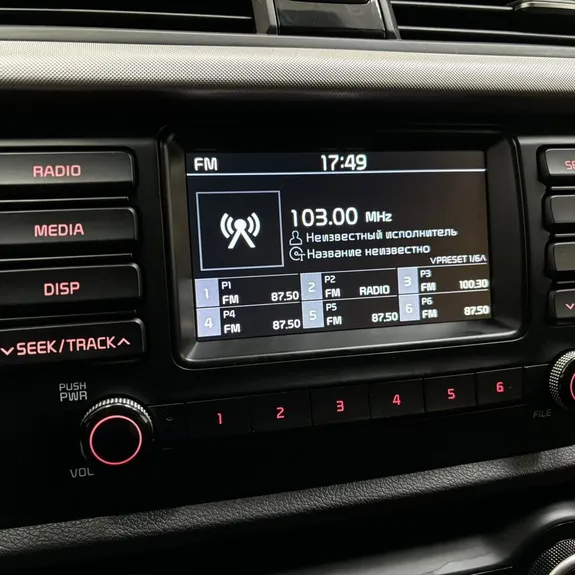 FM 17:49
103.00 MHz
Неизвестный исполнитель
Название неизвестно
∨PRESET 1/6∧
1 P1 FM 87.50
2 P2 FM RADIO
3 P3 FM 100.30
4 P4 FM 87.50
5 P5 FM 87.50
6 P6 FM 87.50
RADIO
MEDIA
DISP
∨SEEK/TRACK∧
PUSH
PWR
VOL
1 2 3 4 5 6
FILE